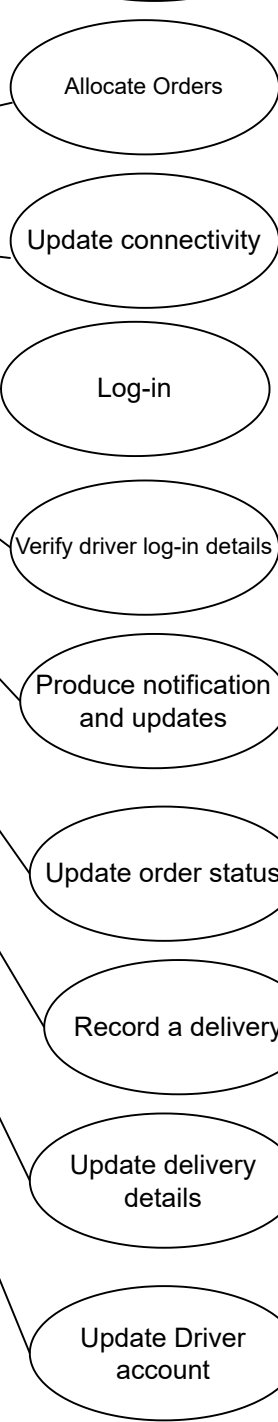 Allocate Orders
Update connectivity
Log-in
Verify driver log-in details
Produce notification
and updates
Update order status
Record a delivery
Update delivery
details
Update Driver
account